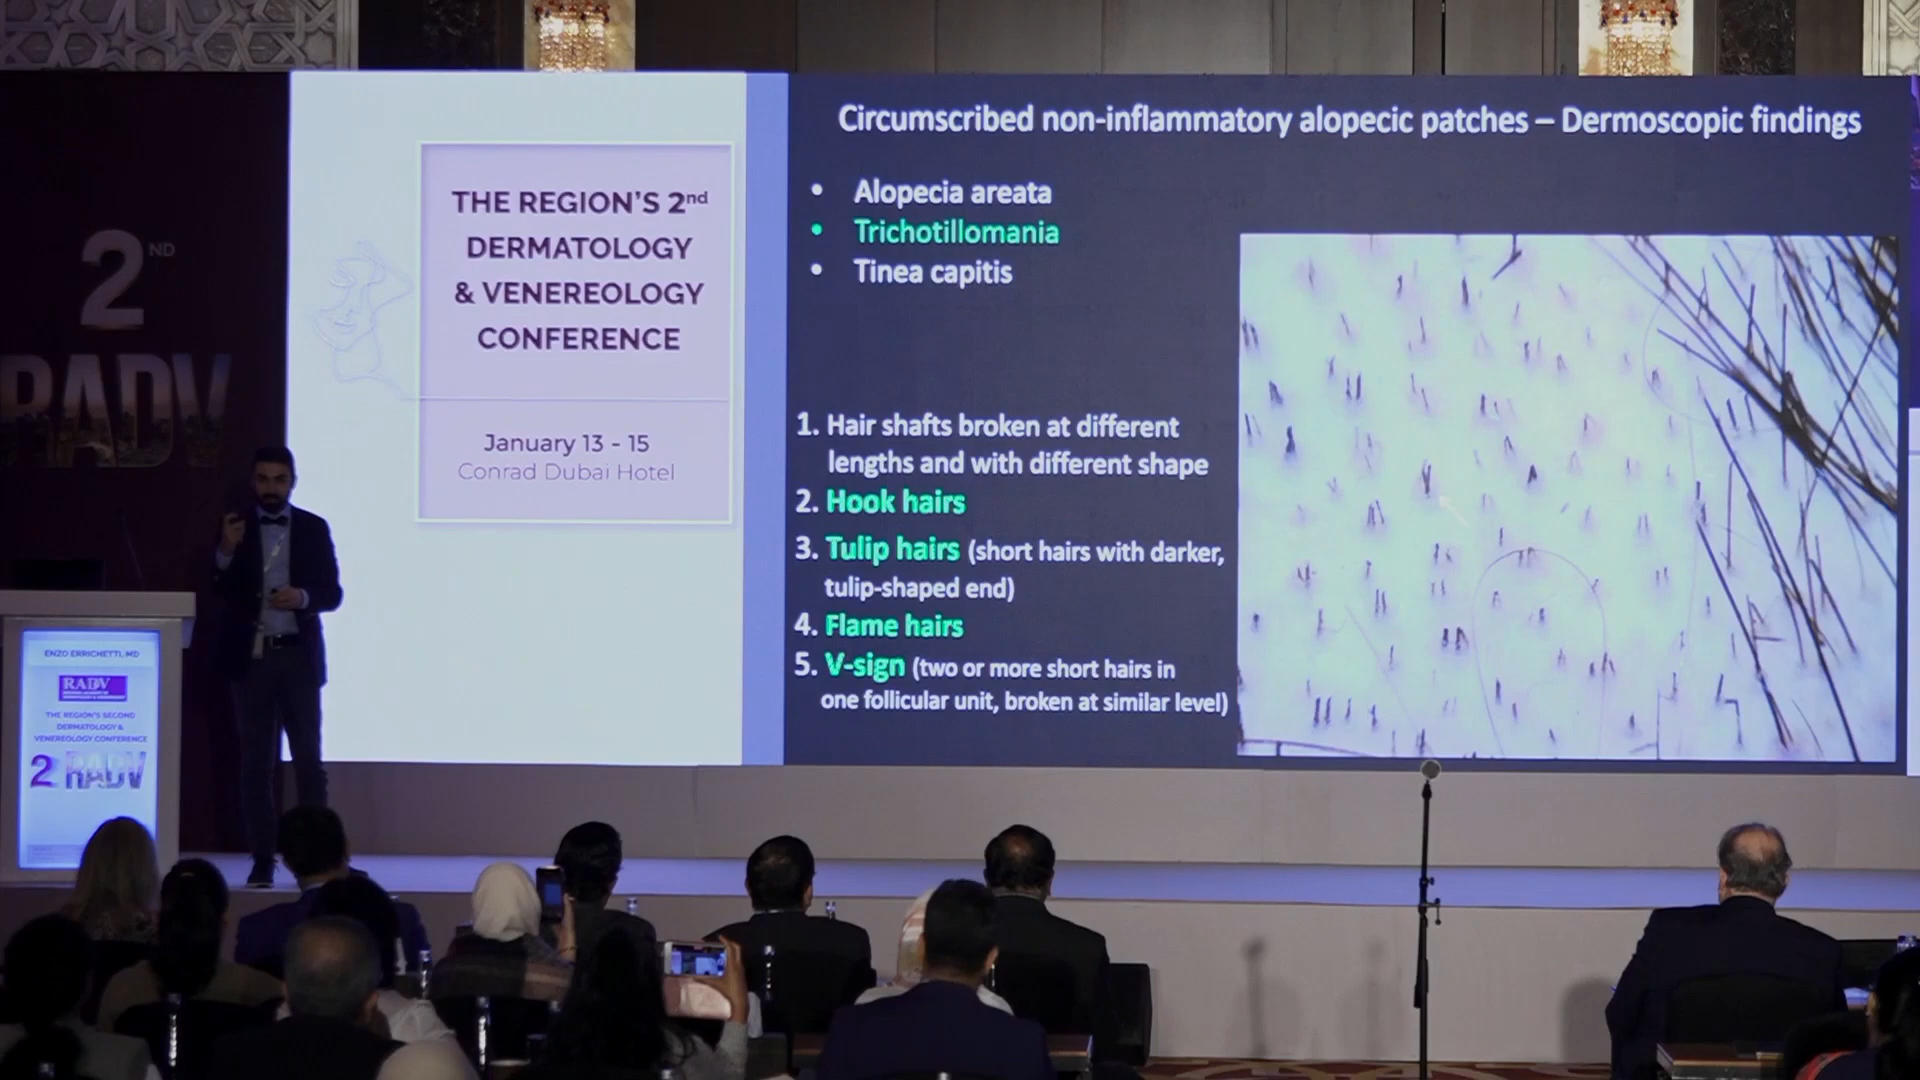 2ND
RADV
THE REGION'S 2nd
DERMATOLOGY
& VENEREOLOGY
CONFERENCE
January 13 - 15
Conrad Dubai Hotel
Circumscribed non-inflammatory alopecic patches – Dermoscopic findings
• Alopecia areata
• Trichotillomania
• Tinea capitis
1. Hair shafts broken at different
lengths and with different shape
2. Hook hairs
3. Tulip hairs (short hairs with darker,
tulip-shaped end)
4. Flame hairs
5. V-sign (two or more short hairs in
one follicular unit, broken at similar level)
ENZO ERRICHETTI, MD
RADV
THE REGION'S SECOND
DERMATOLOGY &
VENEREOLOGY CONFERENCE
2 RADV